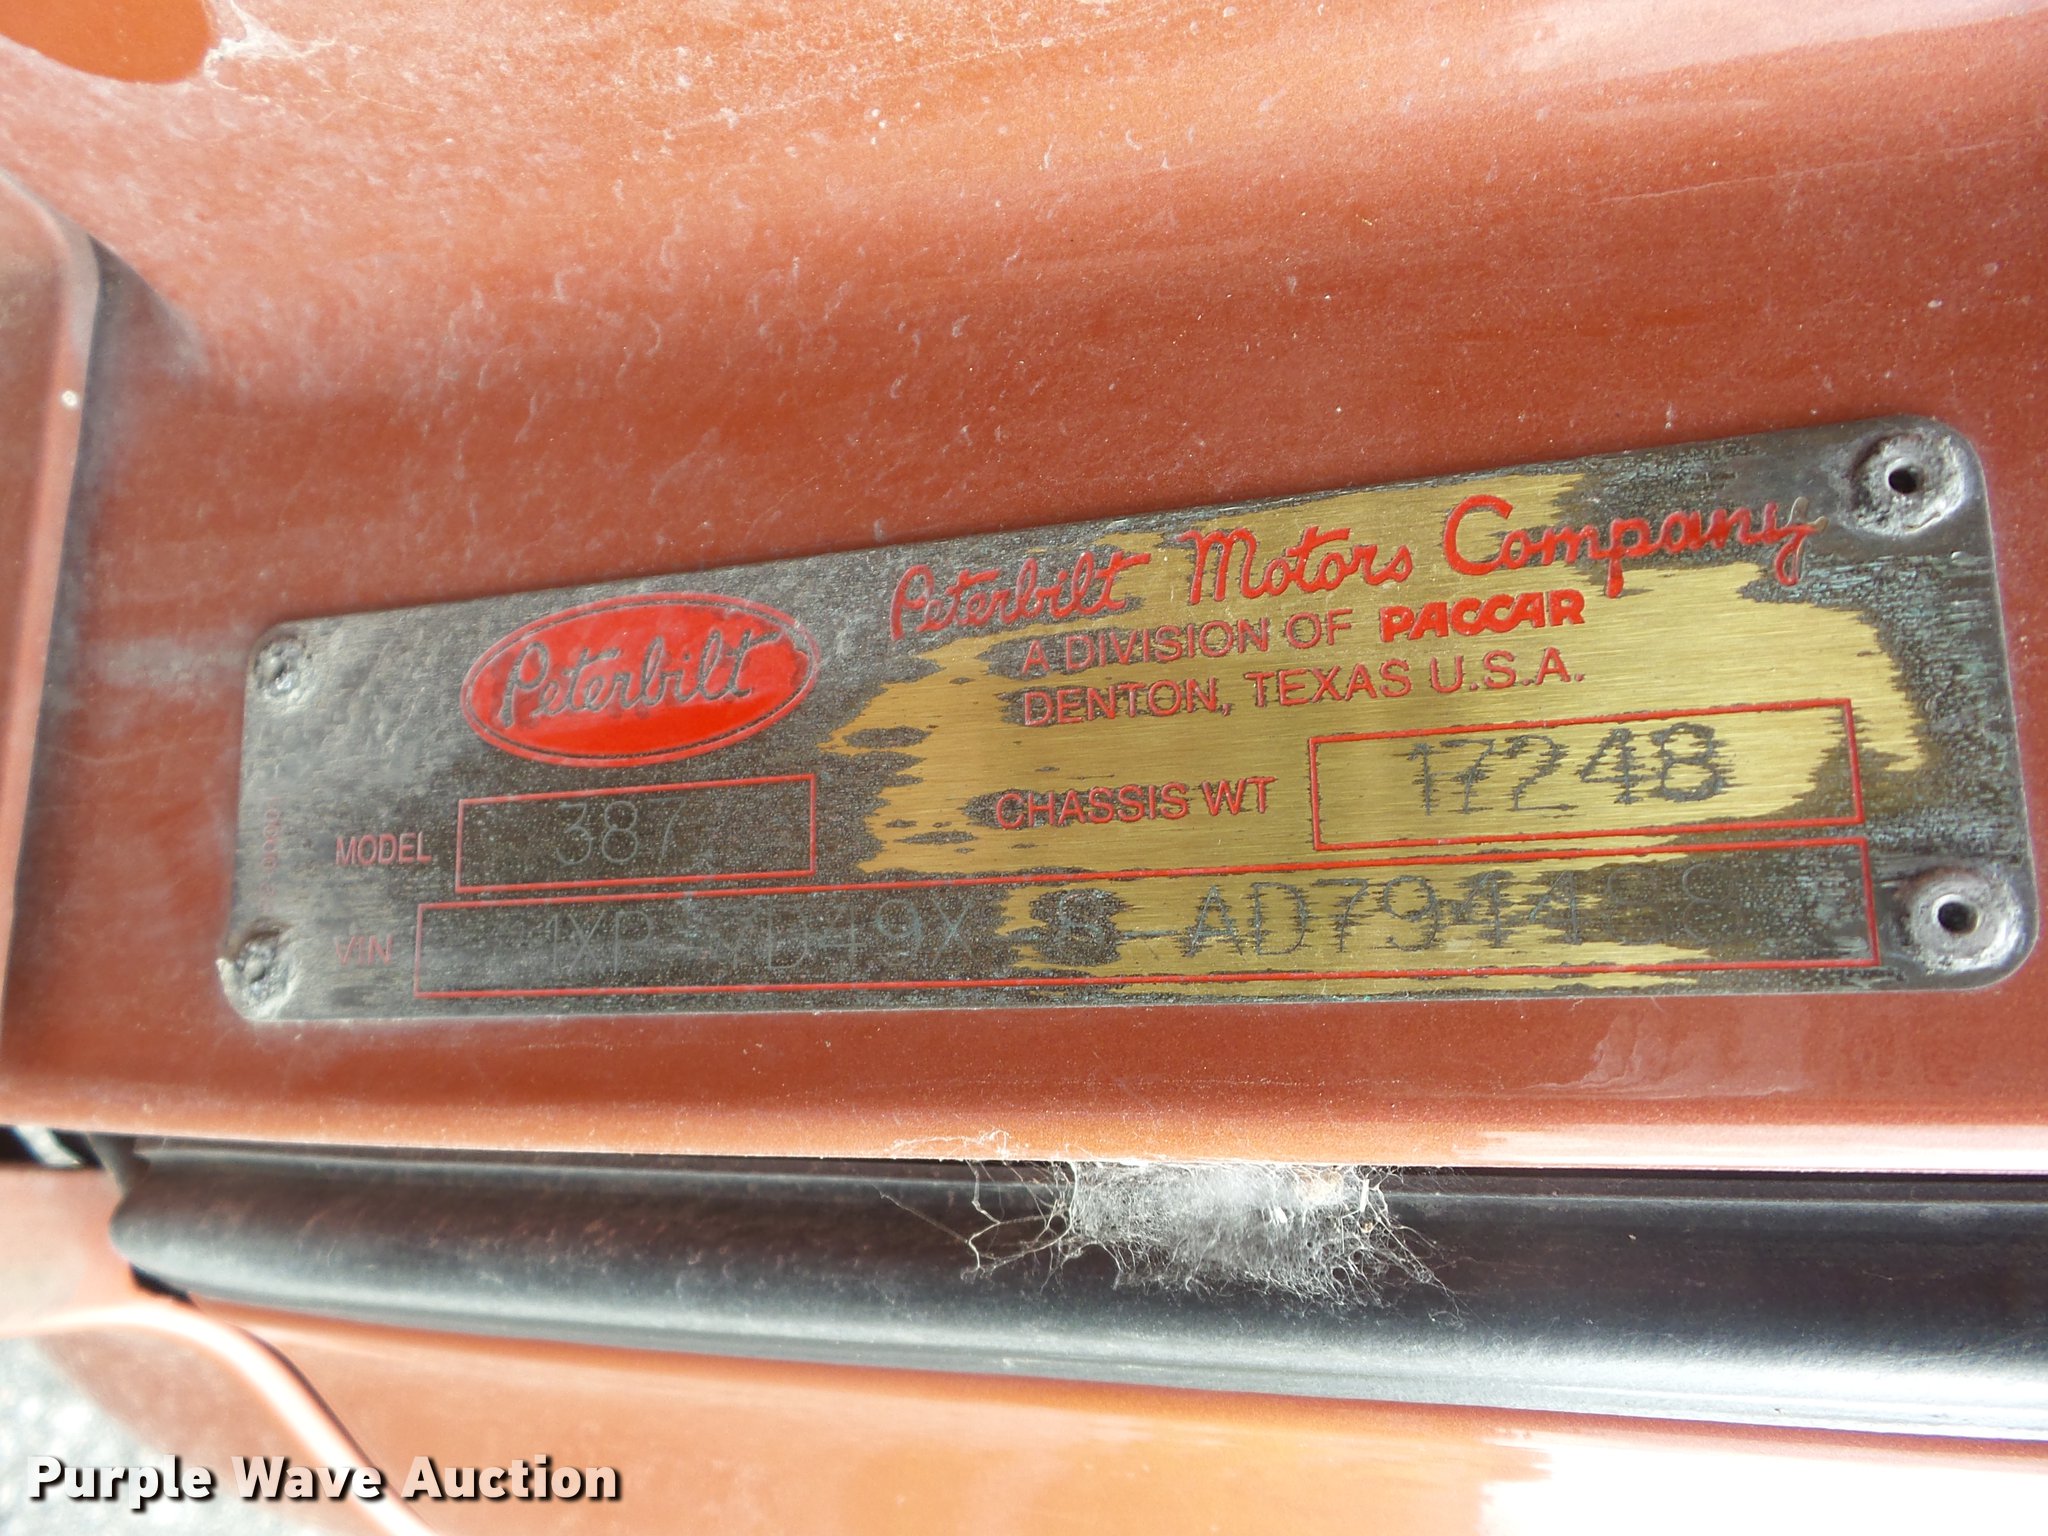 Peterbilt
Peterbilt Motors Company
A DIVISION OF PACCAR
DENTON, TEXAS U.S.A.
MODEL 387
CHASSIS WT 17248
VIN
Purple Wave Auction